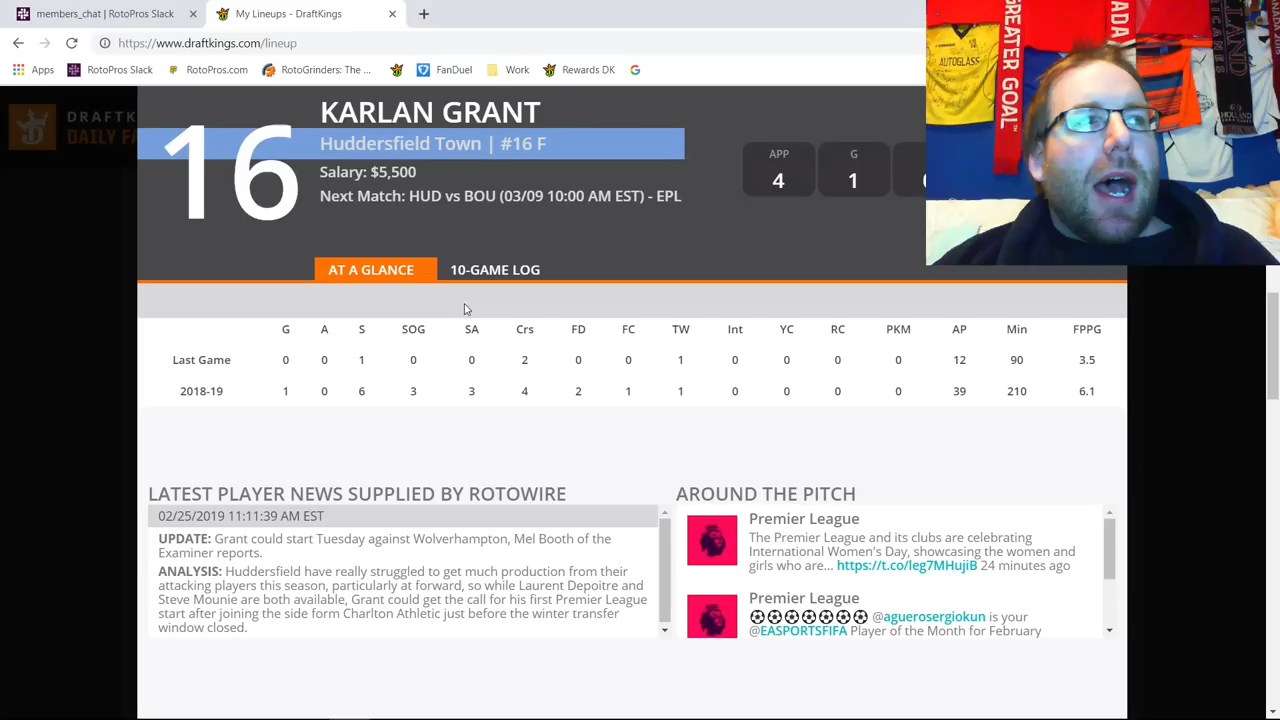 members_chat | RotoPros Slack
My Lineups - DraftKings
https://www.draftkings.com/lineup
Apps
RotoPros Slack
RotoPros.com
RotoGrinders: The ...
FanDuel
Work
Rewards DK
DRAFTK
DAILY FA
16
KARLAN GRANT
Huddersfield Town | #16 F
Salary: $5,500
Next Match: HUD vs BOU (03/09 10:00 AM EST) - EPL
APP
4
G
1
AT A GLANCE
10-GAME LOG
G A S SOG SA Crs FD FC TW Int YC RC PKM AP Min FPPG
Last Game 0 0 1 0 0 2 0 0 1 0 0 0 0 12 90 3.5
2018-19 1 0 6 3 3 4 2 1 1 0 0 0 0 39 210 6.1
LATEST PLAYER NEWS SUPPLIED BY ROTOWIRE
02/25/2019 11:11:39 AM EST
UPDATE: Grant could start Tuesday against Wolverhampton, Mel Booth of the
Examiner reports.
ANALYSIS: Huddersfield have really struggled to get much production from their
attacking players this season, particularly at forward, so while Laurent Depoitre and
Steve Mounie are both available, Grant could get the call for his first Premier League
start after joining the side form Charlton Athletic just before the winter transfer
window closed.
AROUND THE PITCH
Premier League
The Premier League and its clubs are celebrating
International Women's Day, showcasing the women and
girls who are... https://t.co/leg7MHujiB 24 minutes ago
Premier League
⚽⚽⚽⚽⚽⚽⚽ @aguerosergiokun is your
@EASPORTSFIFA Player of the Month for February
AUTOGLASS
GREATER GOAL